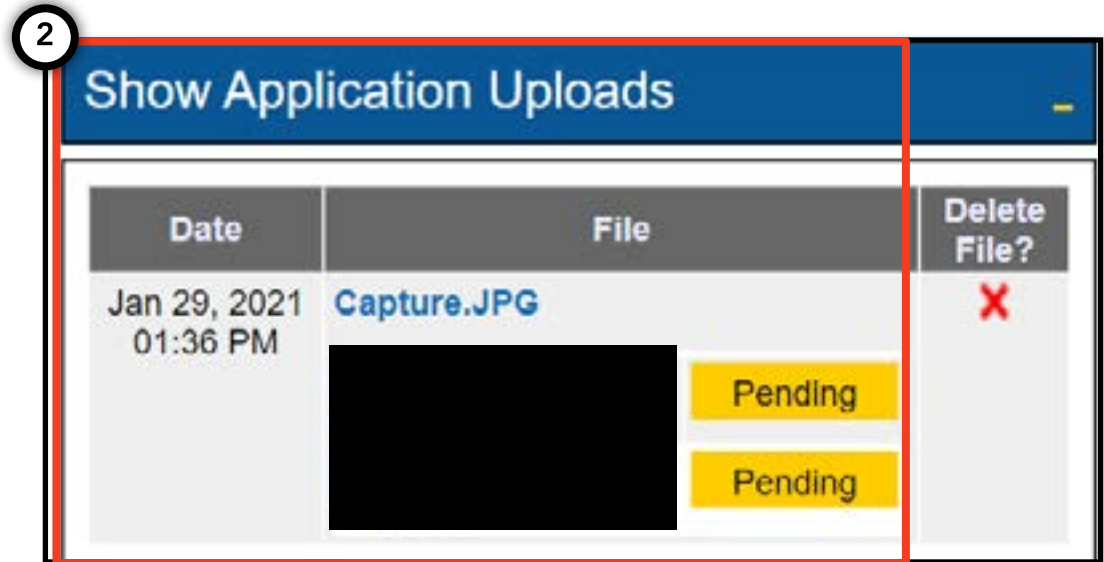 2
Show Application Uploads
Date
File
Delete
File?
Jan 29, 2021
01:36 PM
Capture.JPG
Pending
Pending